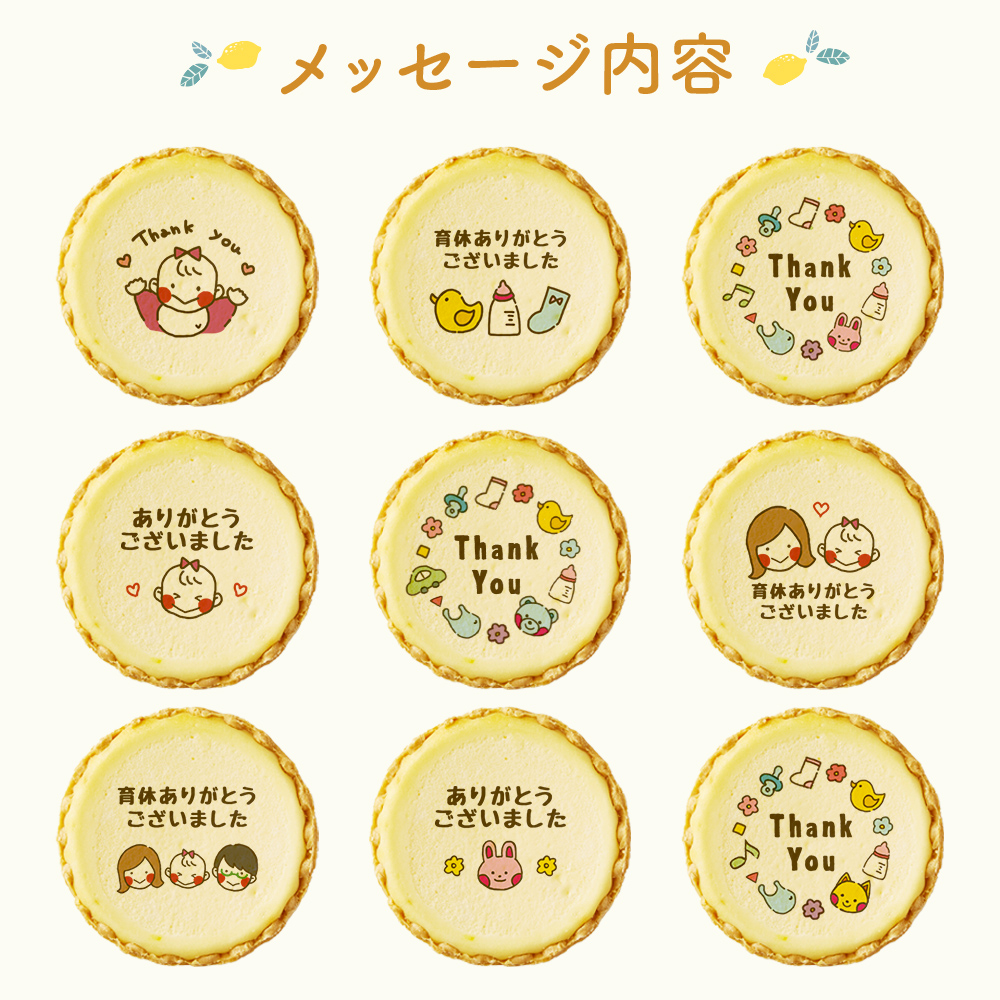 メッセージ内容
Thank you
育休ありがとう
ございました
Thank
You
ありがとう
ございました
Thank
You
育休ありがとう
ございました
育休ありがとう
ございました
ありがとう
ございました
Thank
You